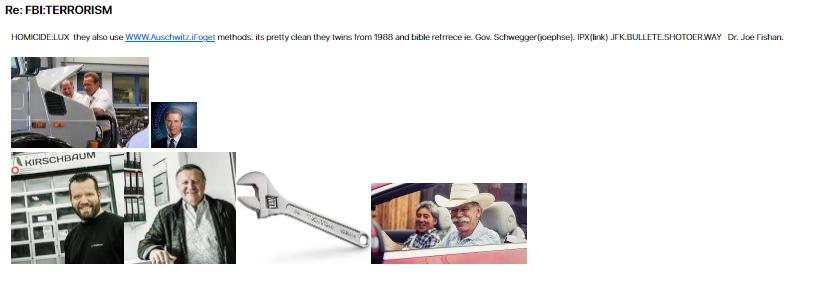 Re: FBI:TERRORISM
HOMICIDE:LUX they also use WWW.Auschwitz.iFoget methods. its pretty clean they twins from 1988 and bible refrrece ie. Gov. Schwegger(joephse). IPX(link) JFK.BULLETE.SHOTOER.WAY Dr. Joe Fishan.
KIRSCHBAUM